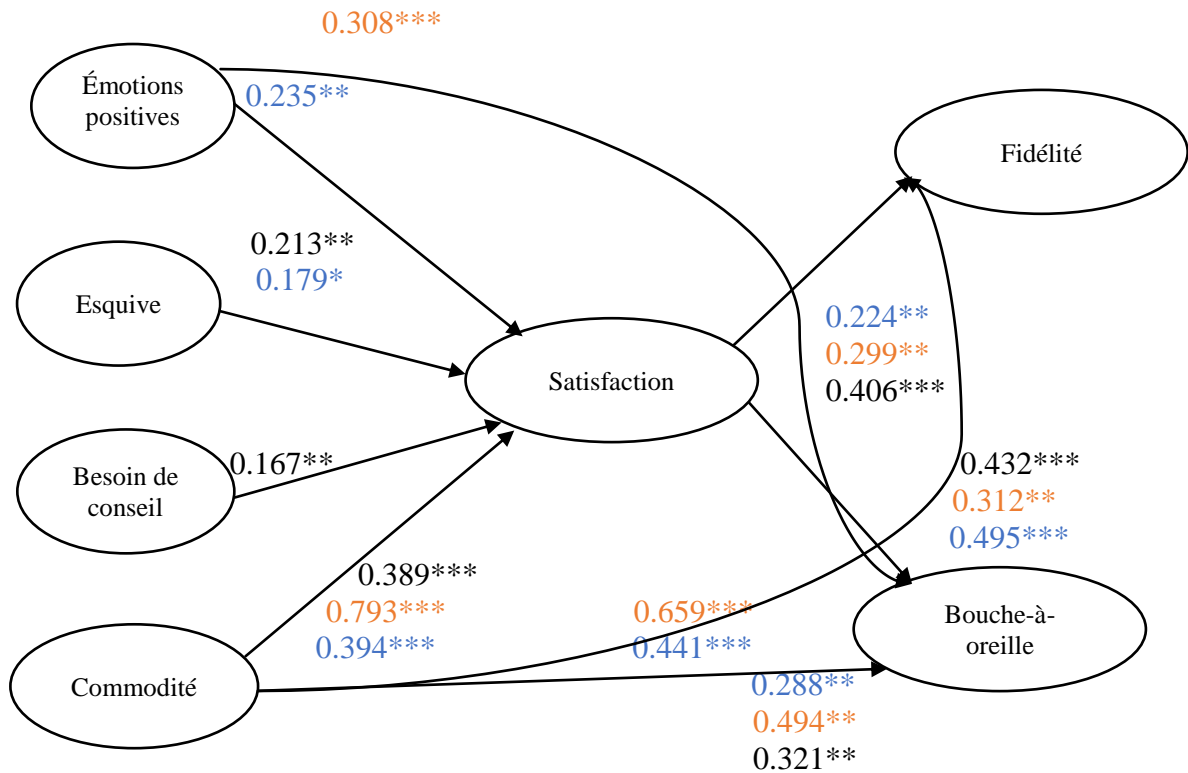 0.308***
Émotions
positives
0.235**
Fidélité
0.213**
0.179*
Esquive
0.224**
0.299**
0.406***
Satisfaction
Besoin de
conseil
0.167**
0.432***
0.312**
0.495***
0.389***
0.793***
0.394***
0.659***
0.441***
Bouche-à-
oreille
Commodité
0.288**
0.494**
0.321**